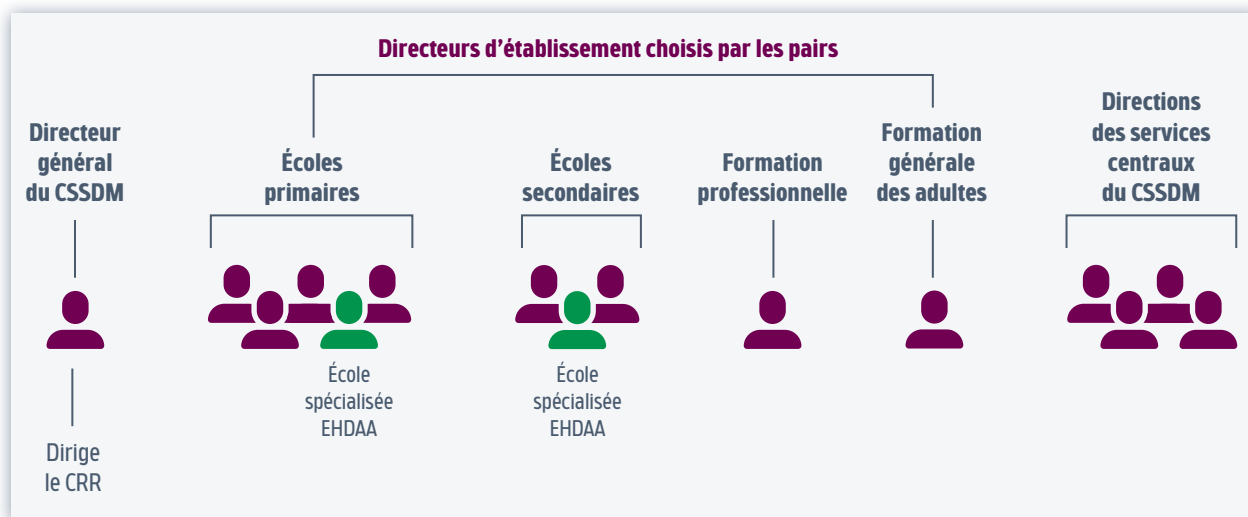 Directeurs d'établissement choisis par les pairs
Directeur
général
du CSSDM
Écoles
primaires
Écoles
secondaires
Formation
professionnelle
Formation
générale
des adultes
Directions
des services
centraux
du CSSDM
École
spécialisée
EHDAA
École
spécialisée
EHDAA
Dirige
le CRR